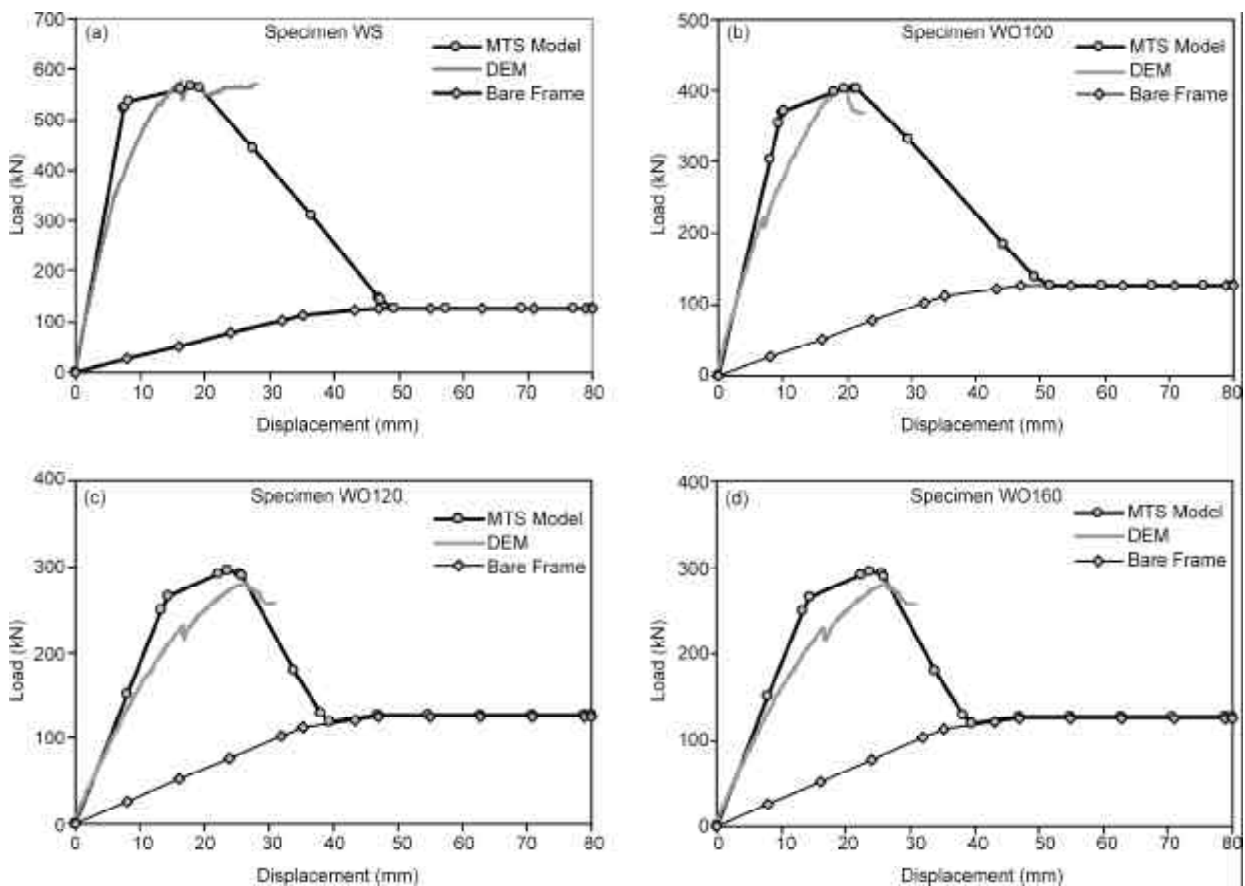 (a) Specimen WS
MTS Model
DEM
Bare Frame
700
600
500
400
300
200
100
0
Load (kN)
0 10 20 30 40 50 60 70 80
Displacement (mm)
(b) Specimen WO100
MTS Model
DEM
Bare Frame
500
400
300
200
100
0
Load (kN)
0 10 20 30 40 50 60 70 80
Displacement (mm)
(c) Specimen WO120.
MTS Model
DEM
Bare Frame
400
300
200
100
0
Load (kN)
0 10 20 30 40 50 60 70 80
Displacement (mm)
(d) Specimen WO160
MTS Model
DEM
Bare Frame
400
300
200
100
0
Load (kN)
0 10 20 30 40 50 60 70 80
Displacement (mm)